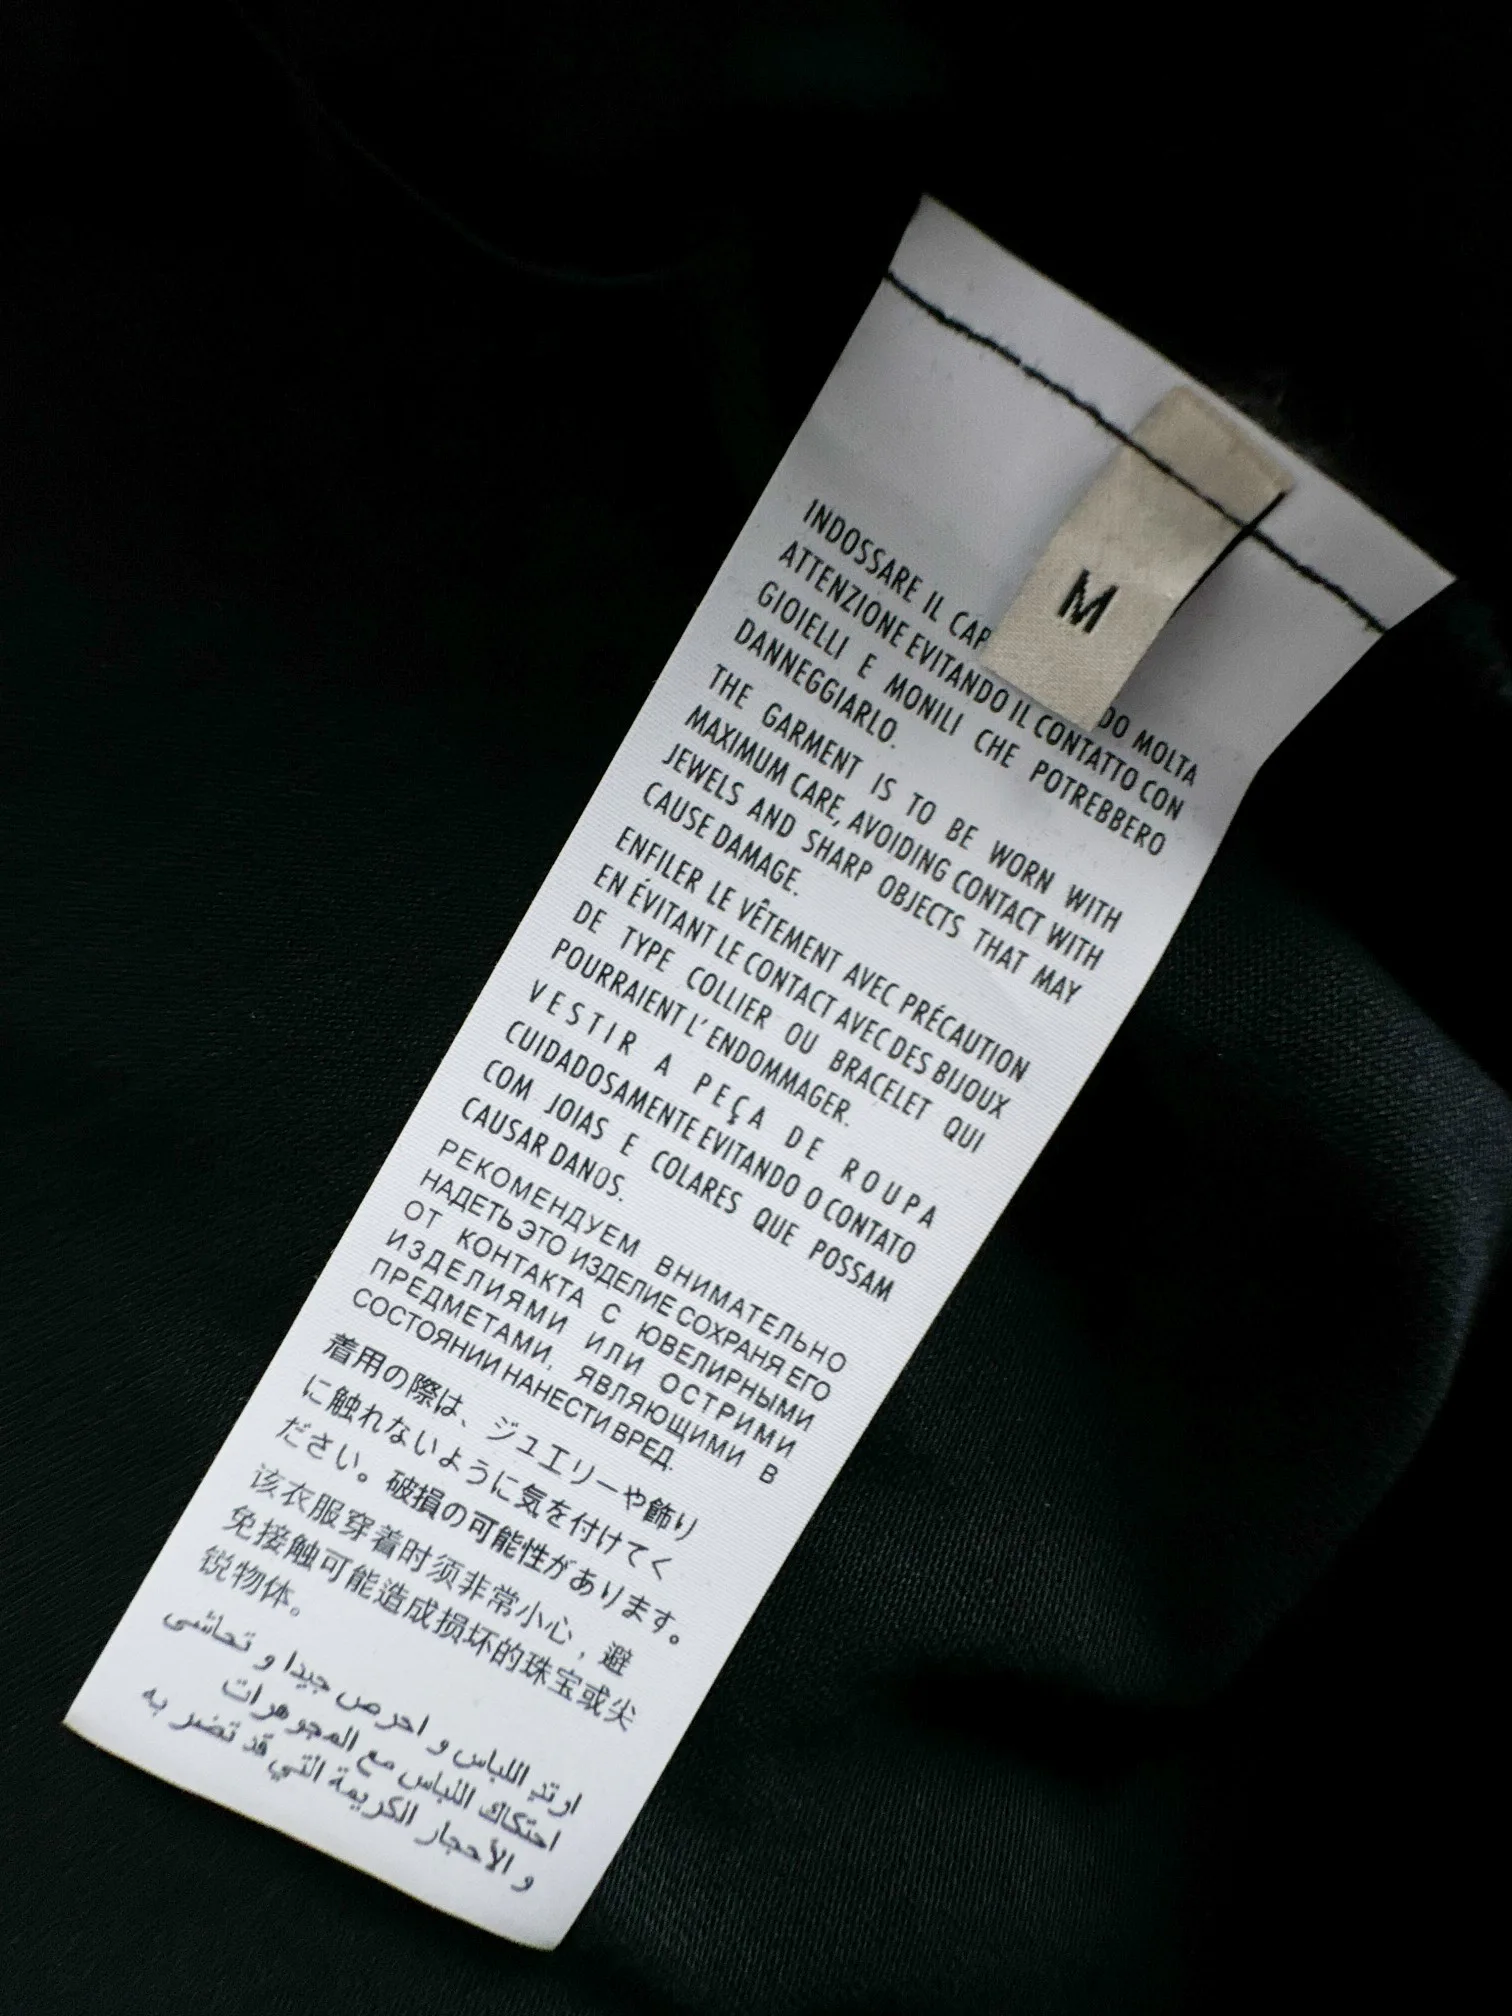 M
INDOSSARE IL CAP DO MOLTA
ATTENZIONE EVITANDO IL CONTATTO CON
GIOIELLI E MONILI CHE POTREBBERO
DANNEGGIARLO.
THE GARMENT IS TO BE WORN WITH
MAXIMUM CARE, AVOIDING CONTACT WITH
JEWELS AND SHARP OBJECTS THAT MAY
CAUSE DAMAGE.
ENFILER LE VÊTEMENT AVEC PRÉCAUTION
EN ÉVITANT LE CONTACT AVEC DES BIJOUX
DE TYPE COLLIER OU BRACELET QUI
POURRAIENT L'ENDOMMAGER.
VESTIR A PEÇA DE ROUPA
CUIDADOSAMENTE EVITANDO O CONTATO
COM JOIAS E COLARES QUE POSSAM
CAUSAR DANOS.
РЕКОМЕНДУЕМ ВНИМАТЕЛЬНО
НАДЕТЬ ЭТО ИЗДЕЛИЕ СОХРАНЯ ЕГО
ОТ КОНТАКТА С ЮВЕЛИРНЫМИ
ИЗДЕЛИЯМИ ИЛИ ОСТРИМИ
ПРЕДМЕТАМИ, ЯВЛЯЮЩИМИ В
СОСТОЯНИИ НАНЕСТИ ВРЕД.
着用の際は、ジュエリーや飾り
に触れないように気を付けてく
ださい。破損の可能性があります。
该衣服穿着时须非常小心，避
免接触可能造成损坏的珠宝或尖
锐物体。
ارتد اللباس و احرص جيدا و تحاشى
احتكاك اللباس مع المجوهرات
و الأحجار الكريمة التي قد تضر به